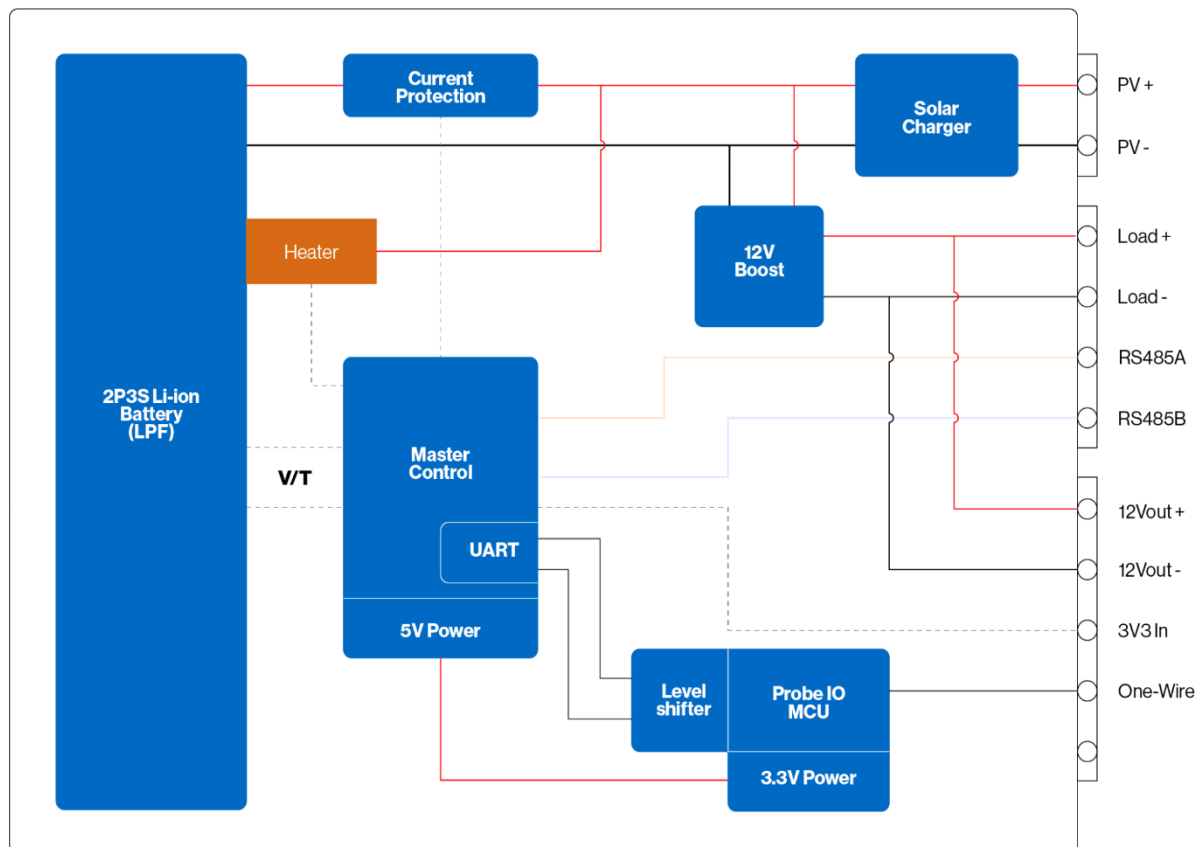 Current
Protection
Solar
Charger
PV +
PV -
Heater
12V
Boost
Load +
Load -
RS485A
RS485B
2P3S Li-ion
Battery
(LPF)
V/T
Master
Control
UART
5V Power
12Vout +
12Vout -
3V3 In
One-Wire
Level
shifter
Probe IO
MCU
3.3V Power